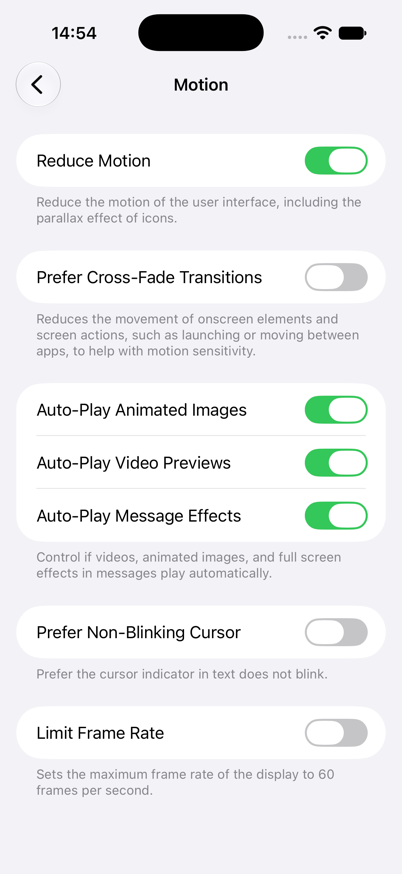 14:54
Motion
Reduce Motion
Reduce the motion of the user interface, including the
parallax effect of icons.
Prefer Cross-Fade Transitions
Reduces the movement of onscreen elements and
screen actions, such as launching or moving between
apps, to help with motion sensitivity.
Auto-Play Animated Images
Auto-Play Video Previews
Auto-Play Message Effects
Control if videos, animated images, and full screen
effects in messages play automatically.
Prefer Non-Blinking Cursor
Prefer the cursor indicator in text does not blink.
Limit Frame Rate
Sets the maximum frame rate of the display to 60
frames per second.